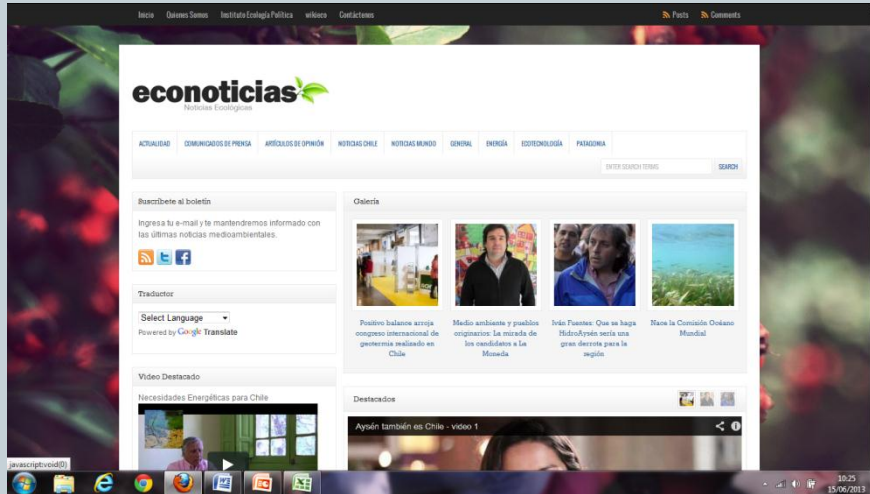 Inicio Quienes Somos Instituto Ecología Política wikieco Contáctenos Posts Comments
econoticias
Noticias Ecológicas
ACTUALIDAD COMUNICADOS DE PRENSA ARTÍCULOS DE OPINIÓN NOTICIAS CHILE NOTICIAS MUNDO GENERAL ENERGÍA ECOTECNOLOGÍA PATAGONIA
ENTER SEARCH TERMS SEARCH
Suscríbete al boletín
Ingresa tu e-mail y te mantendremos informado con
las últimas noticias medioambientales.
Traductor
Select Language
Powered by Google Translate
Video Destacado
Necesidades Energéticas para Chile
Galería
Positivo balance arroja
congreso internacional de
geotermia realizado en
Chile
Medio ambiente y pueblos
originarios: La mirada de
los candidatos a La
Moneda
Iván Fuentes: Que se haga
HidroAysén sería una
gran derrota para la
región
Nace la Comisión Océano
Mundial
Destacados
Aysén también es Chile - video 1
javascript:void(0)
10:25
15/06/2013